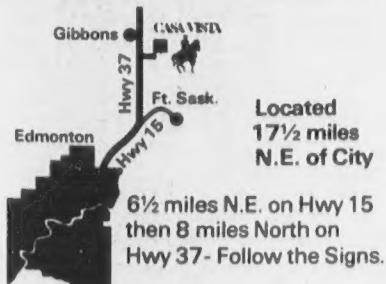 CASA VISTA
Gibbons
Hwy 37
Ft. Sask.
Edmonton
Hwy 15
Located
17½ miles
N.E. of City
6½ miles N.E. on Hwy 15
then 8 miles North on
Hwy 37 - Follow the Signs.